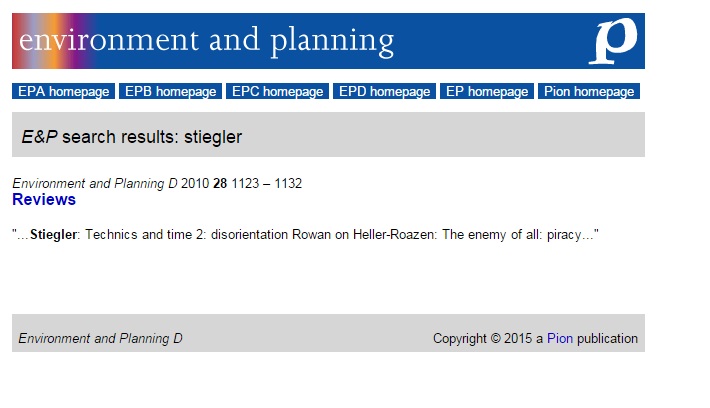 environment and planning
p
EPA homepage EPB homepage EPC homepage EPD homepage EP homepage Pion homepage
E&P search results: stiegler
Environment and Planning D 2010 28 1123 – 1132
Reviews
"...Stiegler: Technics and time 2: disorientation Rowan on Heller-Roazen: The enemy of all: piracy..."
Environment and Planning D Copyright © 2015 a Pion publication